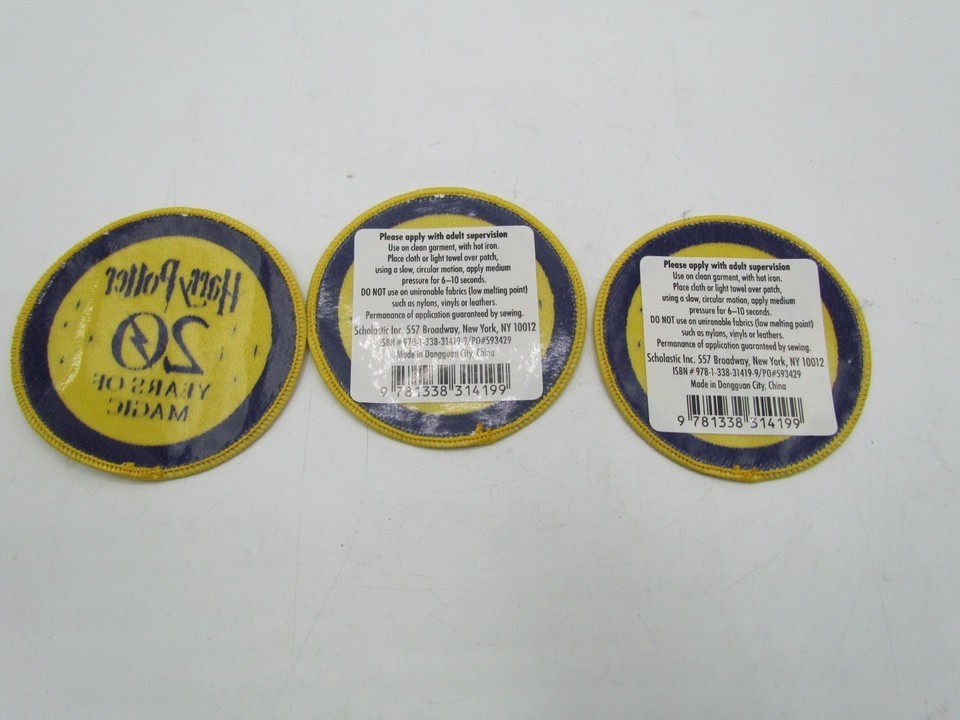 Harry Potter
20
YEARS OF
MAGIC
Please apply with adult supervision
Use on clean garment, with hot iron.
Place cloth or light towel over patch,
using a slow, circular motion, apply medium
pressure for 6–10 seconds.
DO NOT use on unironable fabrics (low melting point)
such as nylons, vinyls or leathers.
Permanance of application guaranteed by sewing.
Scholastic Inc. 557 Broadway, New York, NY 10012
ISBN # 978-1-338-31419-9/PO#593429
Made in Dongguan City, China
9 781338 314199
Please apply with adult supervision
Use on clean garment, with hot iron.
Place cloth or light towel over patch,
using a slow, circular motion, apply medium
pressure for 6–10 seconds.
DO NOT use on unironable fabrics (low melting point)
such as nylons, vinyls or leathers.
Permanance of application guaranteed by sewing.
Scholastic Inc. 557 Broadway, New York, NY 10012
ISBN # 978-1-338-31419-9/PO#593429
Made in Dongguan City, China
9 781338 314199